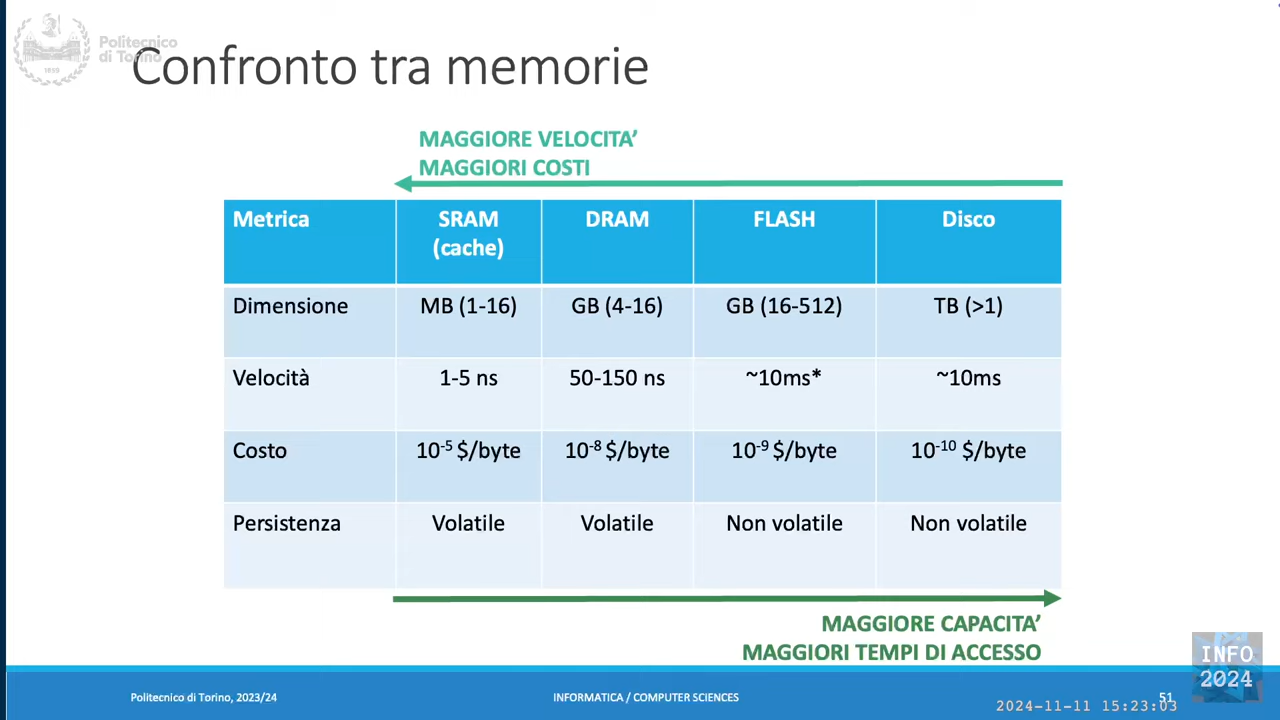 Politecnico
di Torino
1859
Confronto tra memorie
MAGGIORE VELOCITA’
MAGGIORI COSTI
Metrica SRAM (cache) DRAM FLASH Disco
Dimensione MB (1-16) GB (4-16) GB (16-512) TB (>1)
Velocità 1-5 ns 50-150 ns ~10ms* ~10ms
Costo 10⁻⁵ $/byte 10⁻⁸ $/byte 10⁻⁹ $/byte 10⁻¹⁰ $/byte
Persistenza Volatile Volatile Non volatile Non volatile
MAGGIORE CAPACITA’
MAGGIORI TEMPI DI ACCESSO
INFO
2024
Politecnico di Torino, 2023/24 INFORMATICA / COMPUTER SCIENCES 51
2024-11-11 15:23:03